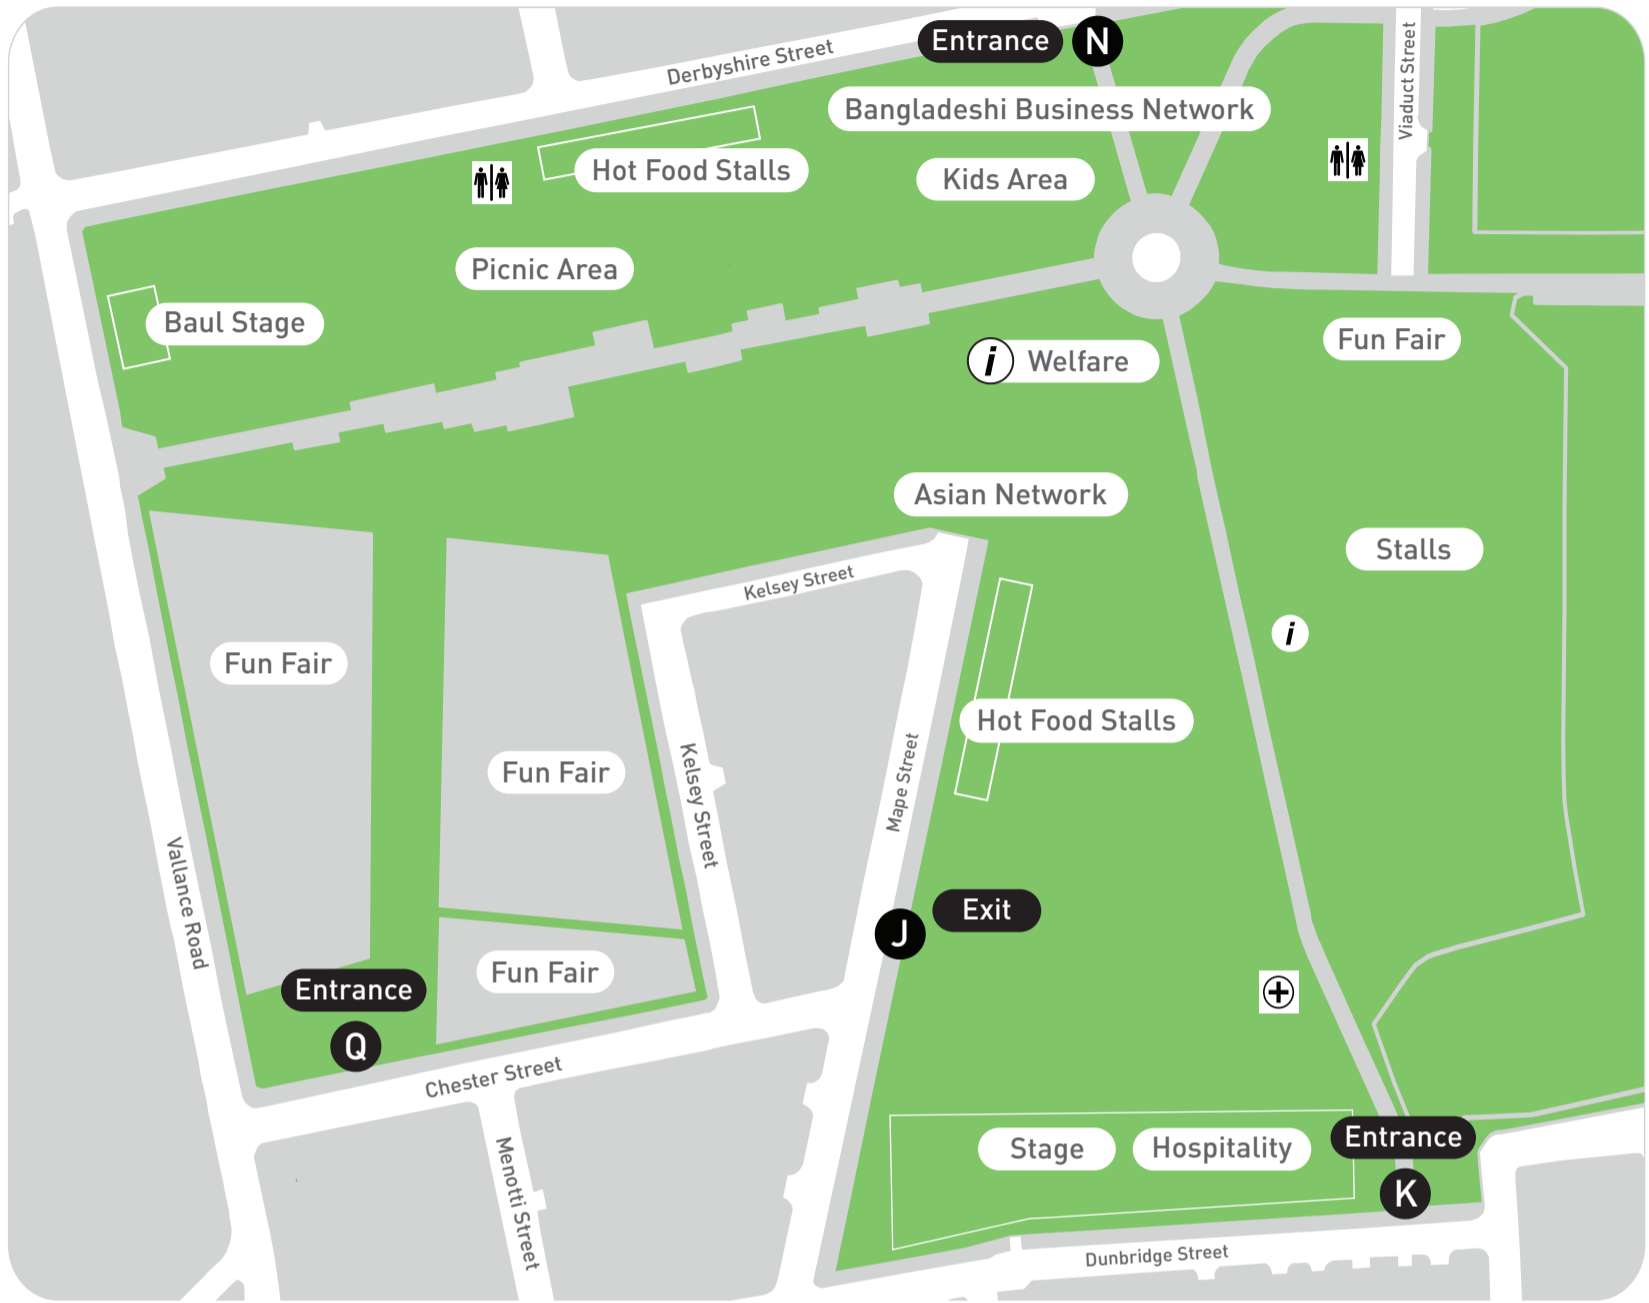 Entrance
N
Derbyshire Street
Viaduct Street
Bangladeshi Business Network
Hot Food Stalls
Kids Area
Picnic Area
Baul Stage
Fun Fair
i
Welfare
Asian Network
Stalls
Kelsey Street
i
Fun Fair
Hot Food Stalls
Fun Fair
Kelsey Street
Mape Street
Vallance Road
Exit
J
Fun Fair
Entrance
Q
Chester Street
Menotti Street
Stage
Hospitality
Entrance
K
Dunbridge Street